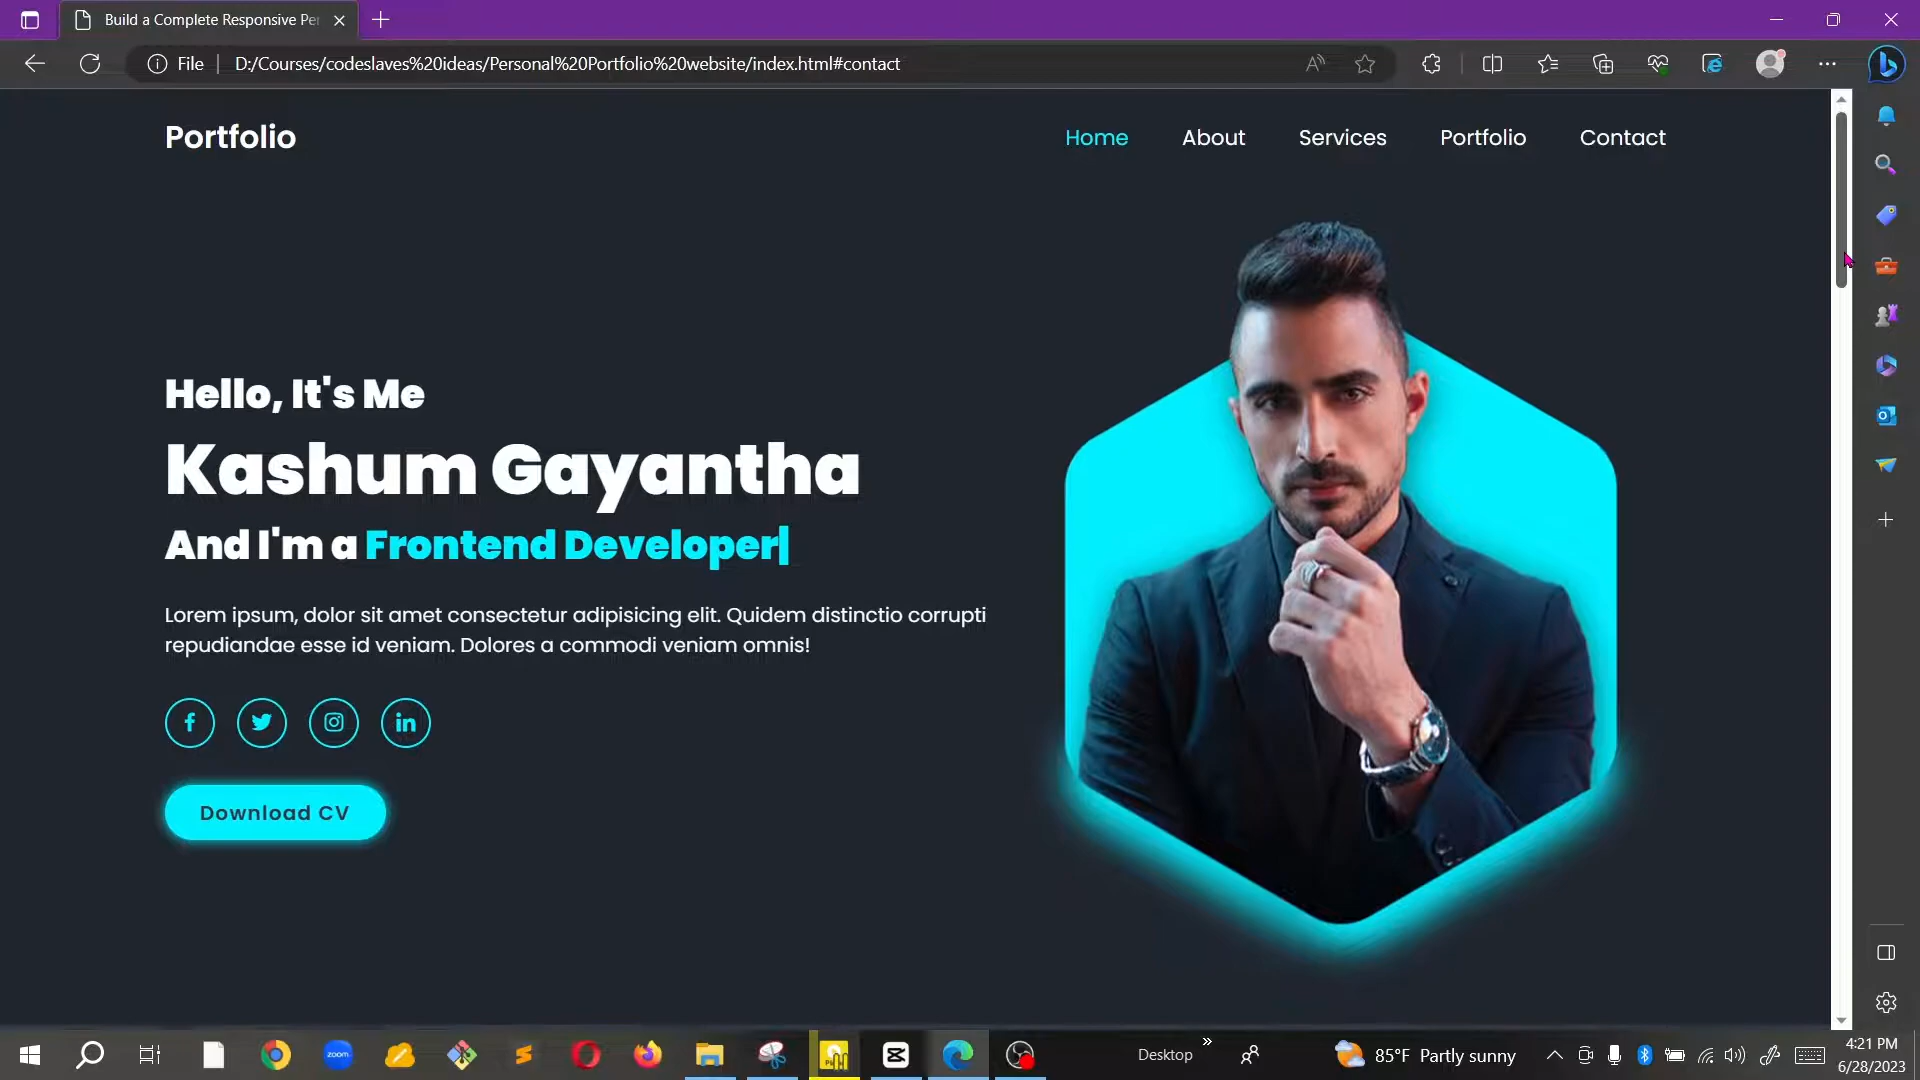 Build a Complete Responsive Pe
File
D:/Courses/codeslaves%20ideas/Personal%20Portfolio%20website/index.html#contact
Portfolio
Home
About
Services
Portfolio
Contact
Hello, It's Me
Kashum Gayantha
And I'm a Frontend Developer|
Lorem ipsum, dolor sit amet consectetur adipisicing elit. Quidem distinctio corrupti
repudiandae esse id veniam. Dolores a commodi veniam omnis!
Download CV
zoom
Desktop
85°F Partly sunny
4:21 PM
6/28/2023